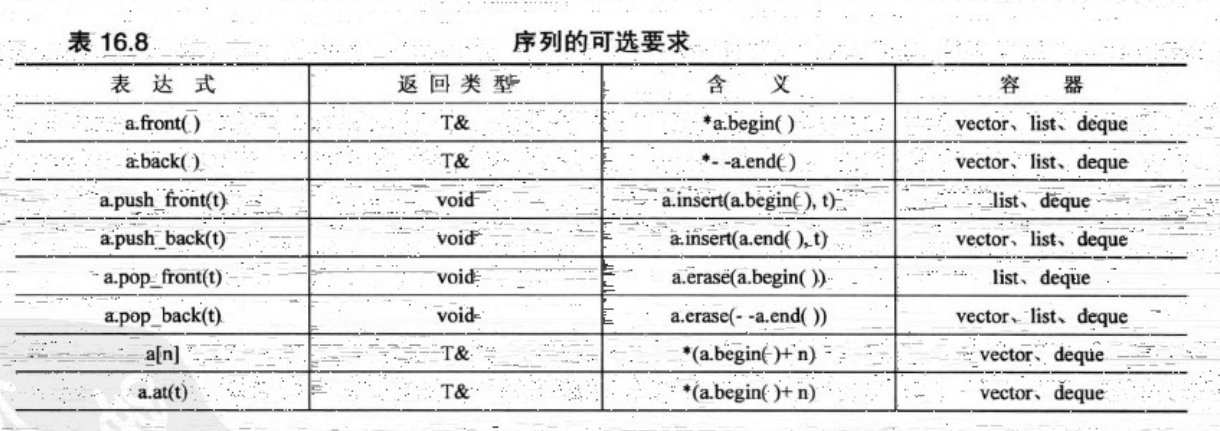 表 16.8 序列的可选要求
表 达 式 返 回 类 型 含 义 容 器
a.front( ) T& *a.begin( ) vector、list、deque
a.back( ) T& *- -a.end( ) vector、list、deque
a.push_front(t) void a.insert(a.begin( ), t) list、deque
a.push_back(t) void a.insert(a.end( ), t) vector、list、deque
a.pop_front(t) void a.erase(a.begin( )) list、deque
a.pop_back(t) void a.erase(- -a.end( )) vector、list、deque
a[n] T& *(a.begin( )+ n) vector、deque
a.at(t) T& *(a.begin( )+ n) vector、deque